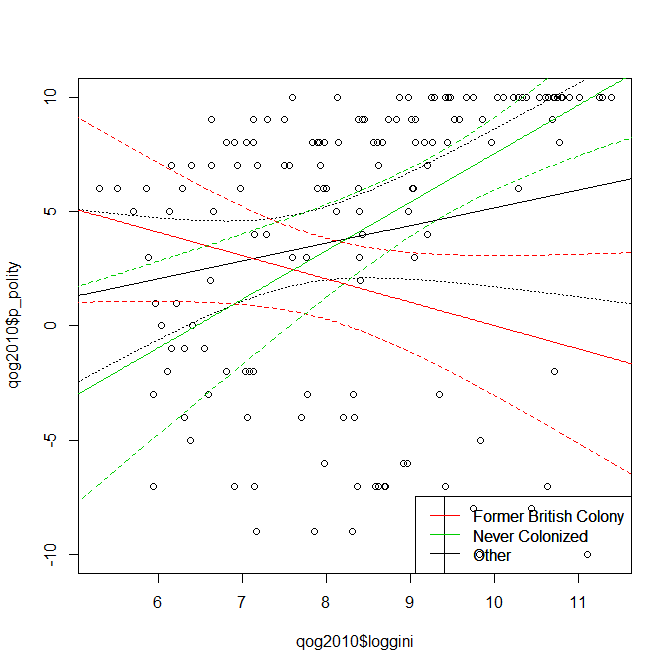 10
5
0
-5
-10
qog2010$p_polity
6 7 8 9 10 11
qog2010$loggini
Former British Colony
Never Colonized
Other